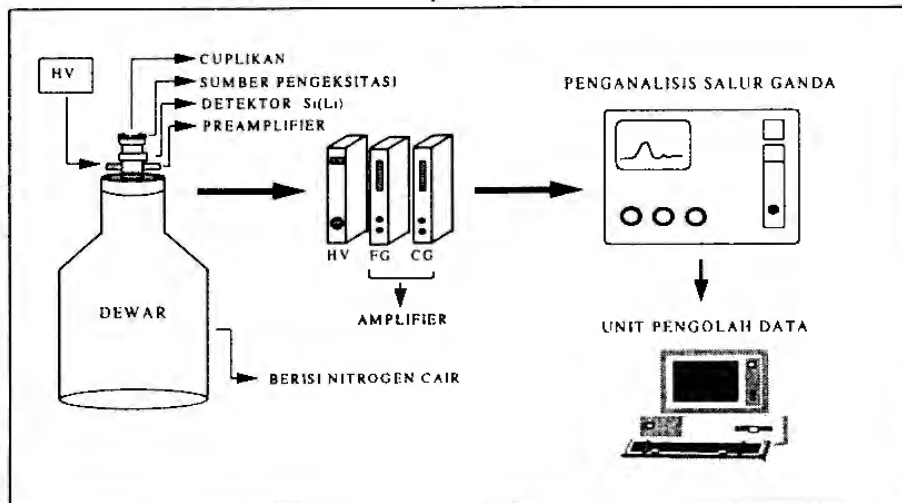 CUPLIKAN
HV
SUMBER PENGEKSITASI
DETEKTOR Si(Li)
PREAMPLIFIER
PENGANALISIS SALUR GANDA
HV FG CG
DEWAR
AMPLIFIER
UNIT PENGOLAH DATA
BERISI NITROGEN CAIR